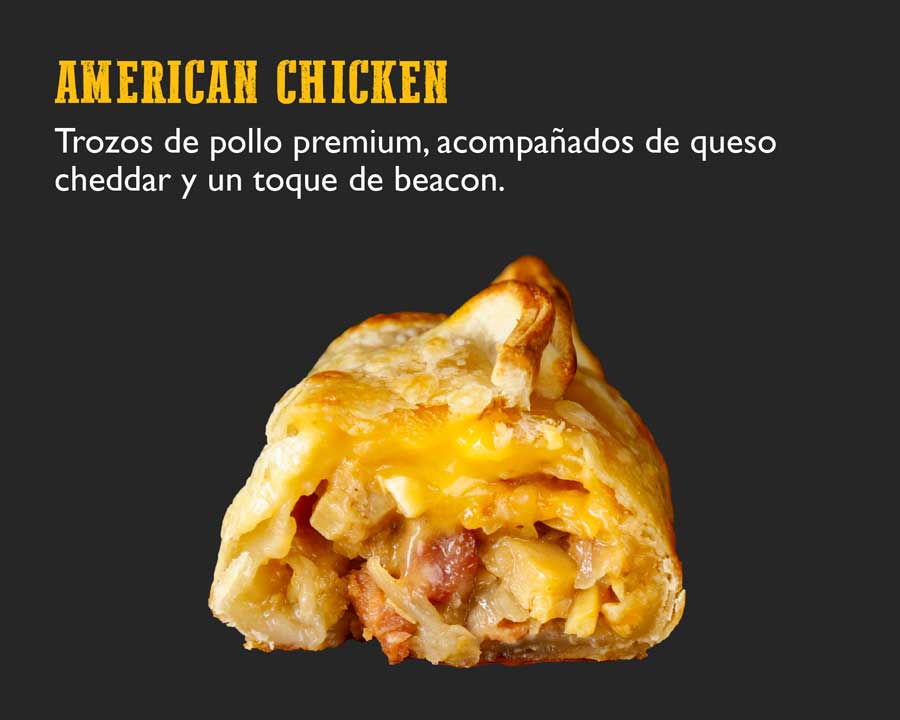 AMERICAN CHICKEN
Trozos de pollo premium, acompañados de queso
cheddar y un toque de beacon.